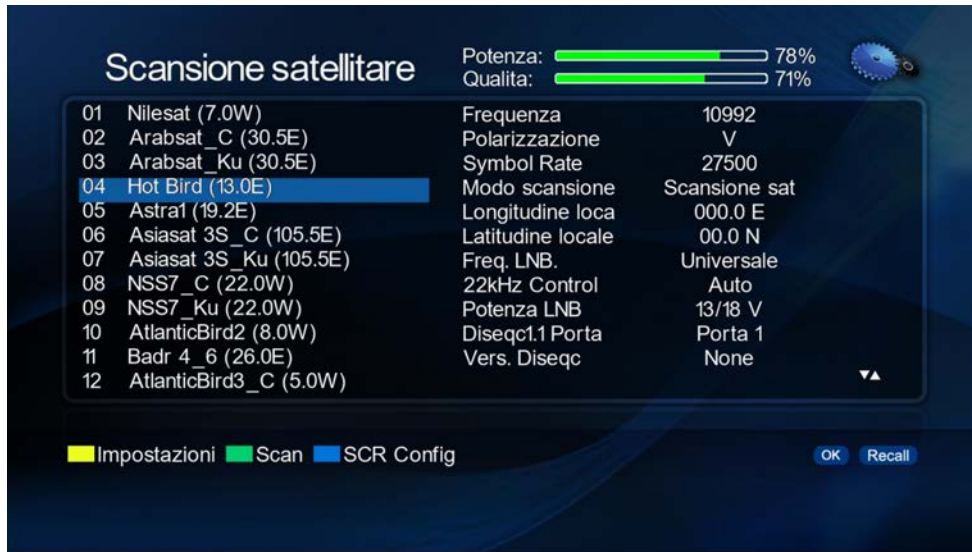 Scansione satellitare
Potenza: 78%
Qualita: 71%
01 Nilesat (7.0W)
02 Arabsat_C (30.5E)
03 Arabsat_Ku (30.5E)
04 Hot Bird (13.0E)
05 Astra1 (19.2E)
06 Asiasat 3S_C (105.5E)
07 Asiasat 3S_Ku (105.5E)
08 NSS7_C (22.0W)
09 NSS7_Ku (22.0W)
10 AtlanticBird2 (8.0W)
11 Badr 4_6 (26.0E)
12 AtlanticBird3_C (5.0W)
Frequenza 10992
Polarizzazione V
Symbol Rate 27500
Modo scansione Scansione sat
Longitudine loca 000.0 E
Latitudine locale 00.0 N
Freq. LNB. Universale
22kHz Control Auto
Potenza LNB 13/18 V
Diseqc1.1 Porta Porta 1
Vers. Diseqc None
Impostazioni Scan SCR Config
OK Recall